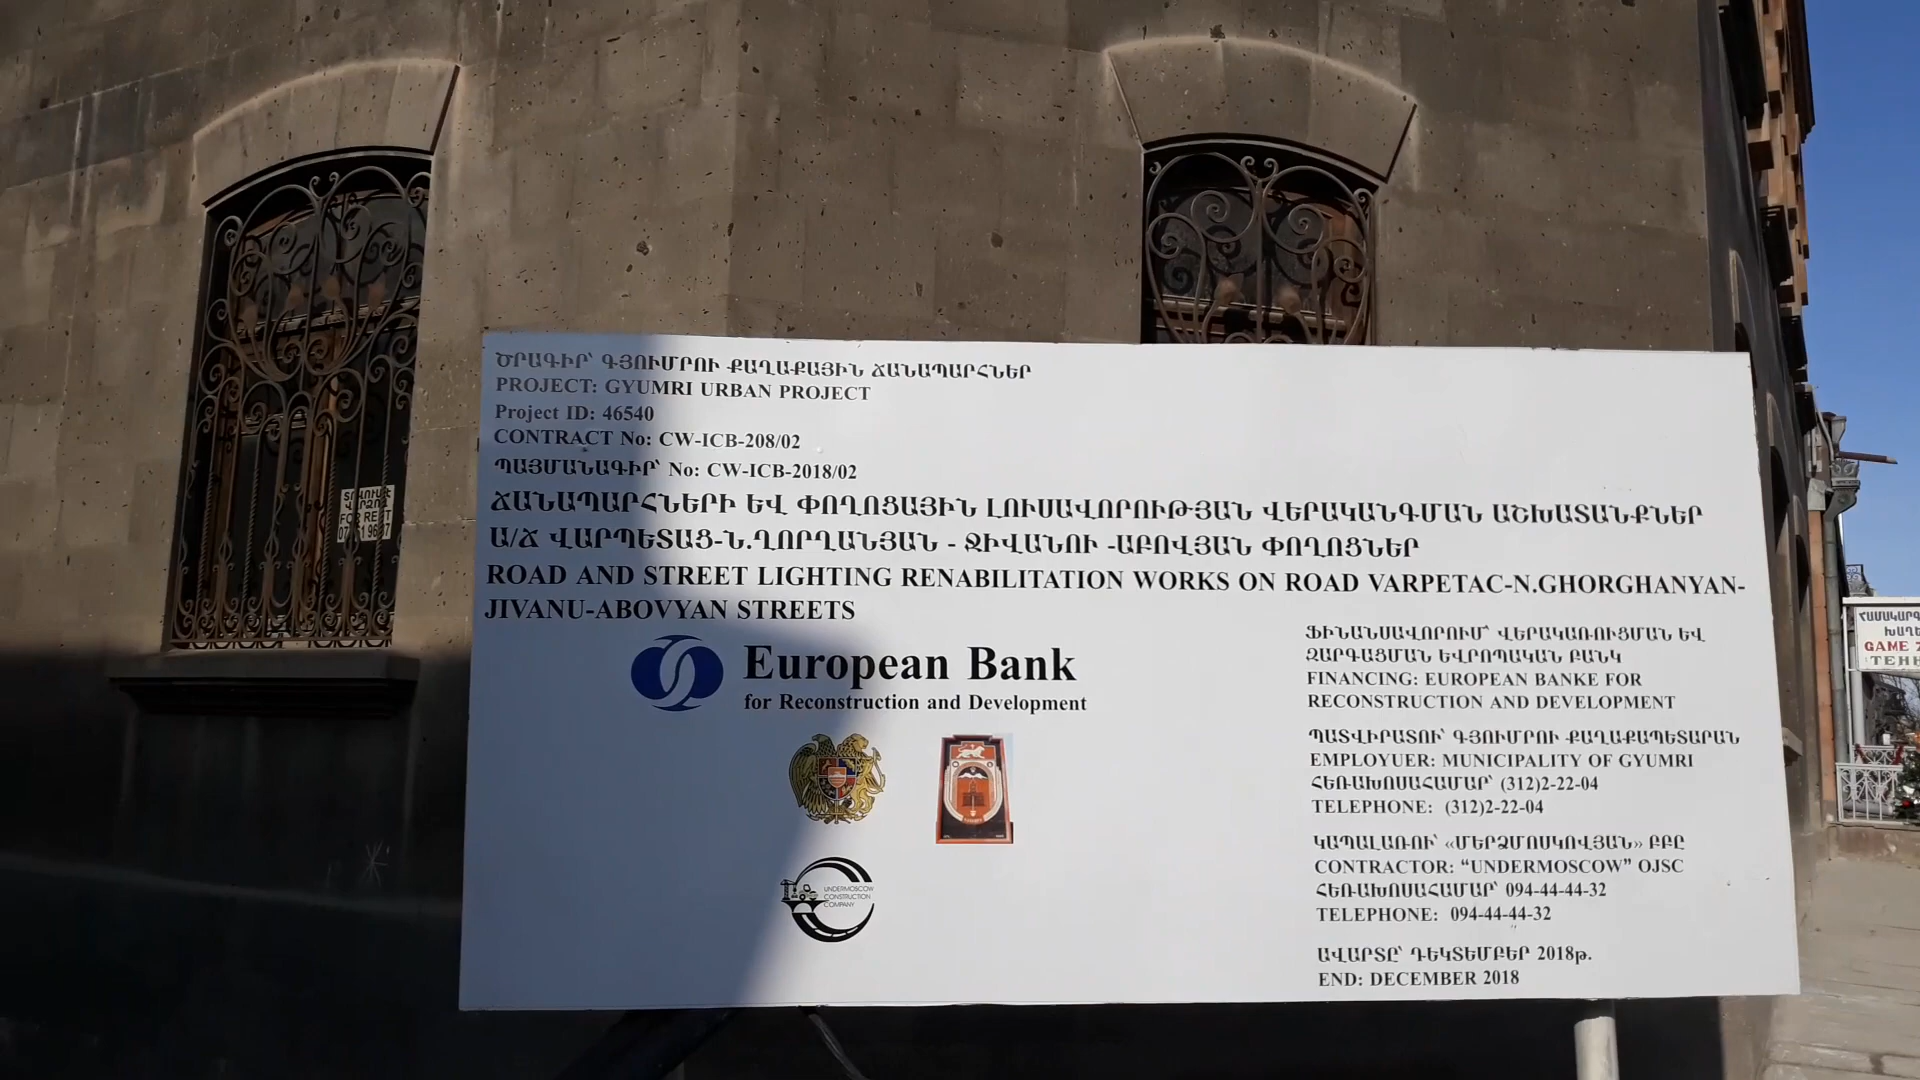 ԾՐԱԳԻՐ՝ ԳՅՈՒՄՐՈՒ ՔԱՂԱՔԱՅԻՆ ՃԱՆԱՊԱՐՀՆԵՐ
PROJECT: GYUMRI URBAN PROJECT
Project ID: 46540
CONTRACT No: CW-ICB-208/02
ՊԱՅՄԱՆԱԳԻՐ՝ No: CW-ICB-2018/02
ՃԱՆԱՊԱՐՀՆԵՐԻ ԵՎ ՓՈՂՈՑԱՅԻՆ ԼՈՒՍԱՎՈՐՈՒԹՅԱՆ ՎԵՐԱԿԱՆԳՄԱՆ ԱՇԽԱՏԱՆՔՆԵՐ
Ա/Ճ ՎԱՐՊԵՏԱՑ-Ն.ՂՈՐՂԱՆՅԱՆ - ՋԻՎԱՆՈՒ -ԱԲՈՎՅԱՆ ՓՈՂՈՑՆԵՐ
ROAD AND STREET LIGHTING RENABILITATION WORKS ON ROAD VARPETAC-N.GHORGHANYAN-
JIVANU-ABOVYAN STREETS
European Bank
for Reconstruction and Development
UNDERMOSCOW
CONSTRUCTION
COMPANY
ՖԻՆԱՆՍԱՎՈՐՈՒՄ՝ ՎԵՐԱԿԱՌՈՒՑՄԱՆ ԵՎ
ԶԱՐԳԱՑՄԱՆ ԵՎՐՈՊԱԿԱՆ ԲԱՆԿ
FINANCING: EUROPEAN BANKE FOR
RECONSTRUCTION AND DEVELOPMENT
ՊԱՏՎԻՐԱՏՈՒ՝ ԳՅՈՒՄՐՈՒ ՔԱՂԱՔԱՊԵՏԱՐԱՆ
EMPLOYUER: MUNICIPALITY OF GYUMRI
ՀԵՌԱԽՈՍԱՀԱՄԱՐ՝ (312)2-22-04
TELEPHONE: (312)2-22-04
ԿԱՊԱԼԱՌՈՒ՝ «ՄԵՐՁՄՈՍԿՈՎՅԱՆ» ԲԲԸ
CONTRACTOR: “UNDERMOSCOW” OJSC
ՀԵՌԱԽՈՍԱՀԱՄԱՐ՝ 094-44-44-32
TELEPHONE: 094-44-44-32
ԱՎԱՐՏԸ՝ ԴԵԿՏԵՄԲԵՐ 2018թ.
END: DECEMBER 2018
ՏՐՎՈՒՄ Է
ՎԱՐՁՈՎ
FOR RENT
GAME